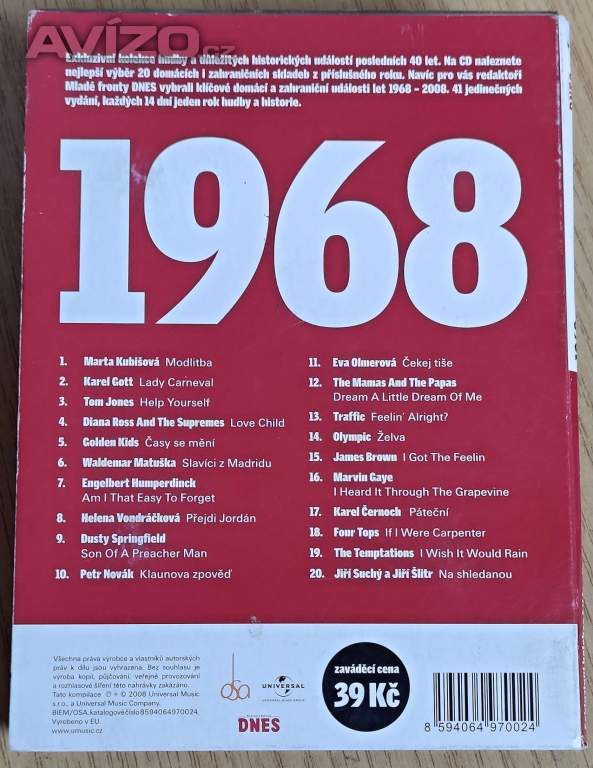 AVÍZO.cz
Exkluzivní kolekce hudby a důležitých historických událostí posledních 40 let. Na CD naleznete
nejlepší výběr 20 domácích i zahraničních skladeb z příslušného roku. Navíc pro vás redaktoři
Mladé fronty DNES vybrali klíčové domácí a zahraniční události let 1968 – 2008. 41 jedinečných
vydání, každých 14 dní jeden rok hudby a historie.
1968
1. Marta Kubišová Modlitba
2. Karel Gott Lady Carneval
3. Tom Jones Help Yourself
4. Diana Ross And The Supremes Love Child
5. Golden Kids Časy se mění
6. Waldemar Matuška Slavíci z Madridu
7. Engelbert Humperdinck
Am I That Easy To Forget
8. Helena Vondráčková Přejdi Jordán
9. Dusty Springfield
Son Of A Preacher Man
10. Petr Novák Klaunova zpověď
11. Eva Olmerová Čekej tiše
12. The Mamas And The Papas
Dream A Little Dream Of Me
13. Traffic Feelin' Alright?
14. Olympic Želva
15. James Brown I Got The Feelin
16. Marvin Gaye
I Heard It Through The Grapevine
17. Karel Černoch Páteční
18. Four Tops If I Were Carpenter
19. The Temptations I Wish It Would Rain
20. Jiří Suchý a Jiří Šlitr Na shledanou
Všechna práva výrobce a vlastníků autorských
práv k dílu jsou vyhrazena. Bez souhlasu je
výroba kopií, půjčování, veřejné provozování
a rozhlasové šíření této nahrávky zakázáno.
Tato kompilace ℗ + © 2008 Universal Music
s.r.o., a Universal Music Company.
BIEM/OSA.katalogové číslo 8594064970024.
Vyrobeno v EU.
www.umusic.cz
osa
UNIVERSAL
DNES
zaváděcí cena
39 Kč
8 594064 970024
DNES